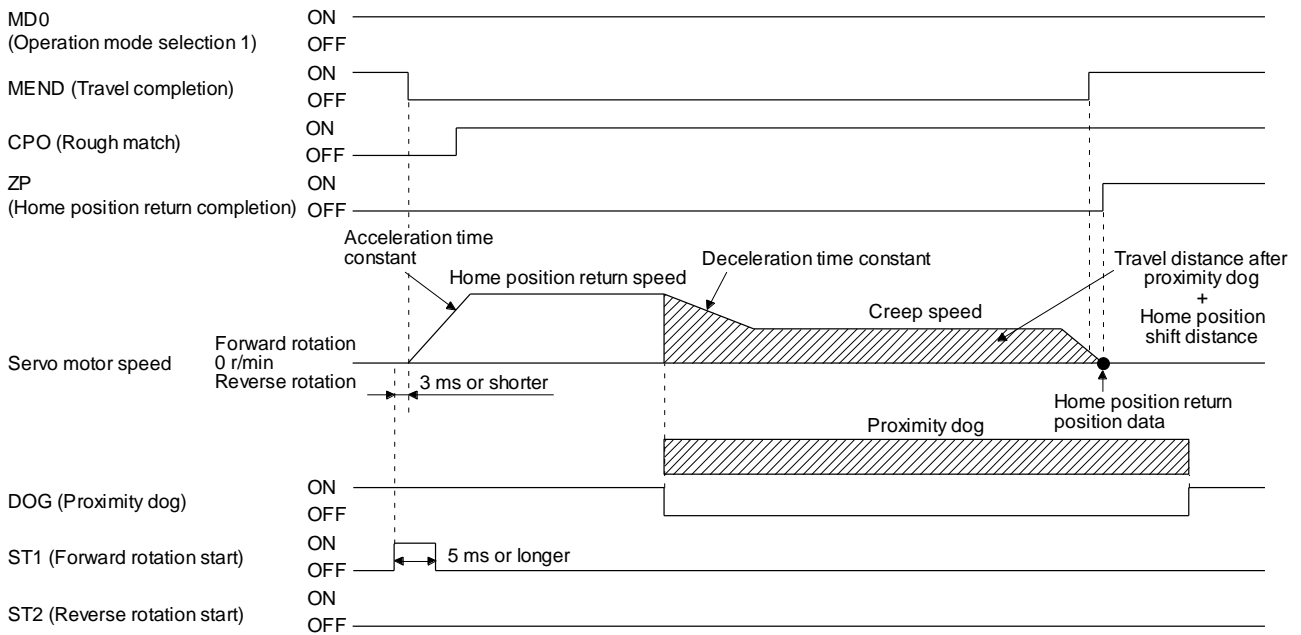 MD0
(Operation mode selection 1)
ON
OFF
MEND (Travel completion)
ON
OFF
CPO (Rough match)
ON
OFF
ZP
(Home position return completion)
ON
OFF
Acceleration time
constant
Home position return speed
Deceleration time constant
Creep speed
Travel distance after
proximity dog
+
Home position
shift distance
Servo motor speed
Forward rotation
0 r/min
Reverse rotation
3 ms or shorter
Home position return
position data
Proximity dog
DOG (Proximity dog)
ON
OFF
ST1 (Forward rotation start)
ON
OFF
5 ms or longer
ST2 (Reverse rotation start)
ON
OFF